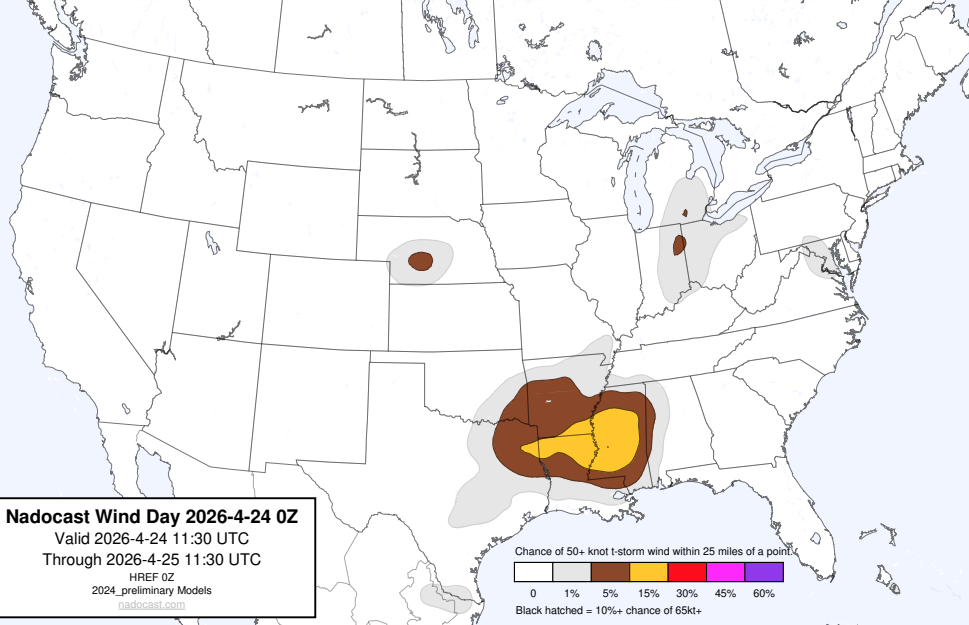 Nadocast Wind Day 2026-4-24 0Z
Valid 2026-4-24 11:30 UTC
Through 2026-4-25 11:30 UTC
HREF 0Z
2024_preliminary Models
nadocast.com
Chance of 50+ knot t-storm wind within 25 miles of a point.
0 1% 5% 15% 30% 45% 60%
Black hatched = 10%+ chance of 65kt+